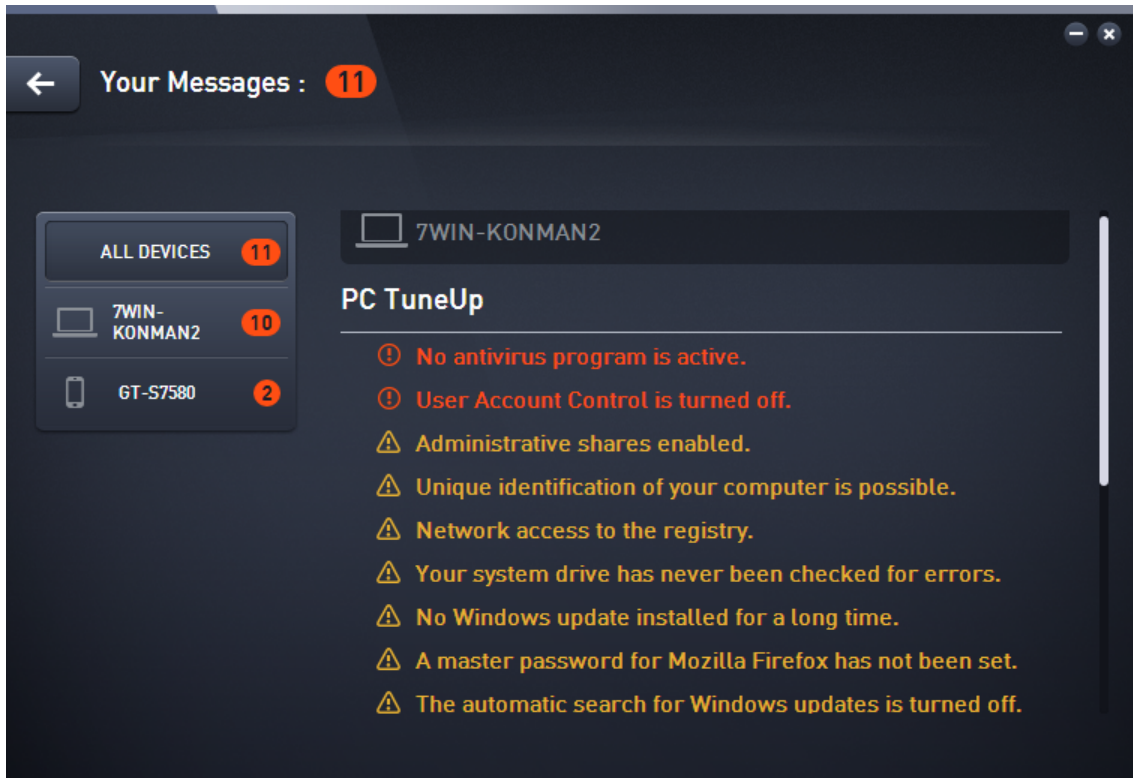 Your Messages : 11
ALL DEVICES 11
7WIN-
KONMAN2 10
GT-S7580 2
7WIN-KONMAN2
PC TuneUp
No antivirus program is active.
User Account Control is turned off.
Administrative shares enabled.
Unique identification of your computer is possible.
Network access to the registry.
Your system drive has never been checked for errors.
No Windows update installed for a long time.
A master password for Mozilla Firefox has not been set.
The automatic search for Windows updates is turned off.